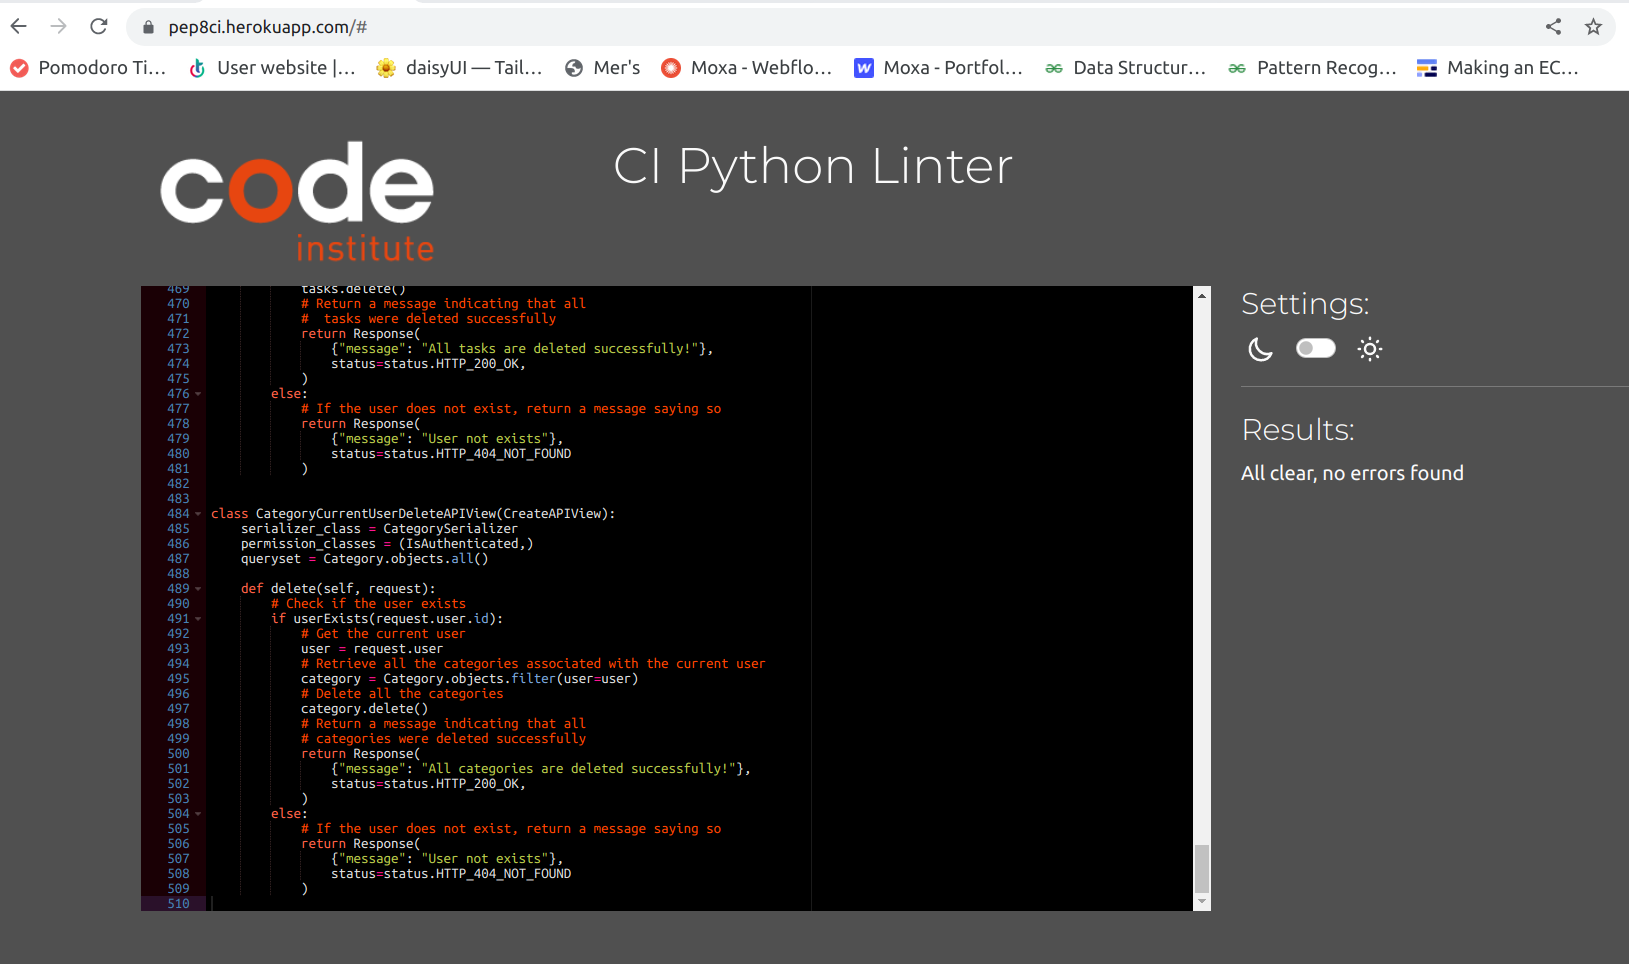 pep8ci.herokuapp.com/#
Pomodoro Ti... User website |... daisyUI — Tail... Mer's Moxa - Webflo... Moxa - Portfol... Data Structur... Pattern Recog... Making an EC...
code
institute
CI Python Linter
469 tasks.delete()
470 # Return a message indicating that all
471 #  tasks were deleted successfully
472 return Response(
473 {"message": "All tasks are deleted successfully!"},
474 status=status.HTTP_200_OK,
475 )
476 else:
477 # If the user does not exist, return a message saying so
478 return Response(
479 {"message": "User not exists"},
480 status=status.HTTP_404_NOT_FOUND
481 )
482
483
484 class CategoryCurrentUserDeleteAPIView(CreateAPIView):
485 serializer_class = CategorySerializer
486 permission_classes = (IsAuthenticated,)
487 queryset = Category.objects.all()
488
489 def delete(self, request):
490 # Check if the user exists
491 if userExists(request.user.id):
492 # Get the current user
493 user = request.user
494 # Retrieve all the categories associated with the current user
495 category = Category.objects.filter(user=user)
496 # Delete all the categories
497 category.delete()
498 # Return a message indicating that all
499 # categories were deleted successfully
500 return Response(
501 {"message": "All categories are deleted successfully!"},
502 status=status.HTTP_200_OK,
503 )
504 else:
505 # If the user does not exist, return a message saying so
506 return Response(
507 {"message": "User not exists"},
508 status=status.HTTP_404_NOT_FOUND
509 )
510
Settings:
Results:
All clear, no errors found